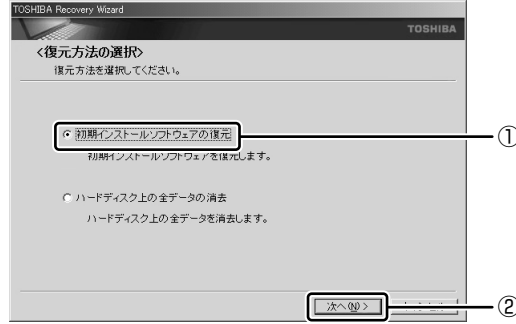 TOSHIBA Recovery Wizard
TOSHIBA
<復元方法の選択>
復元方法を選択してください。
初期インストールソフトウェアの復元
①
初期インストールソフトウェアを復元します。
ハードディスク上の全データの消去
ハードディスク上の全データを消去します。
次へ(N) >
②